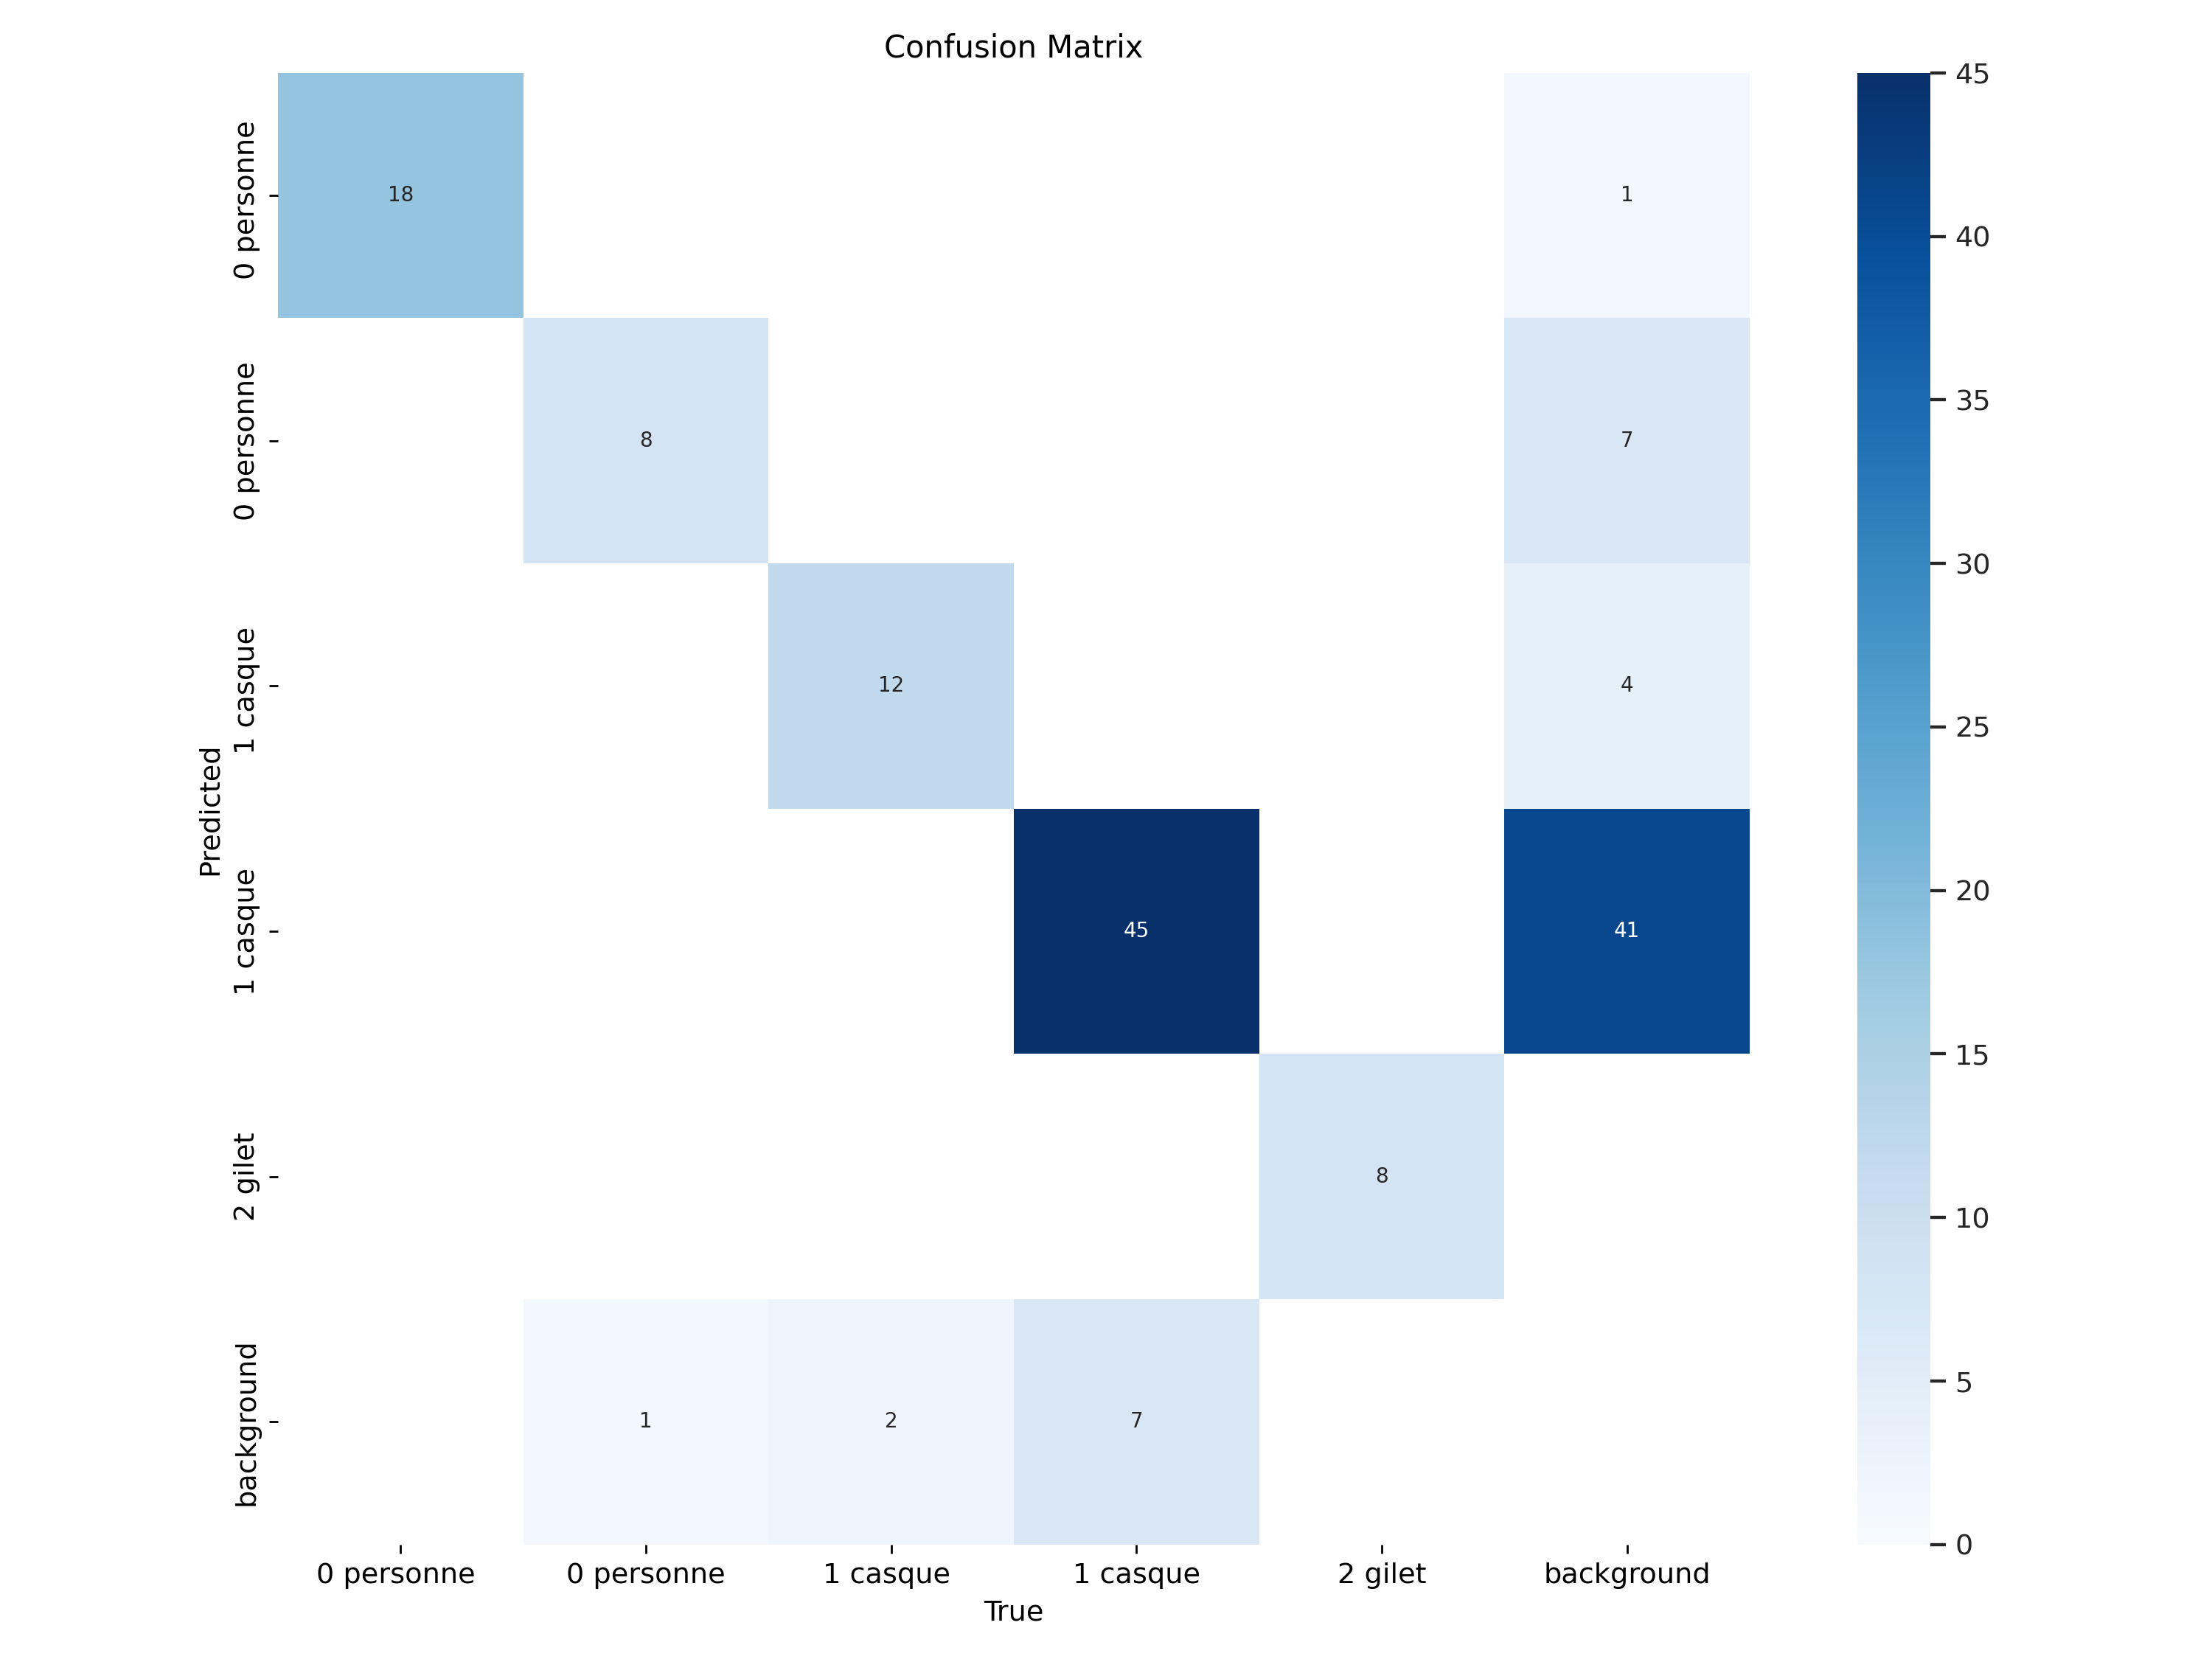 Confusion Matrix
0 personne
18
1
0 personne
8
7
1 casque
12
4
1 casque
45
41
2 gilet
8
background
1
2
7
Predicted
0 personne
0 personne
1 casque
1 casque
2 gilet
background
True
45
40
35
30
25
20
15
10
5
0